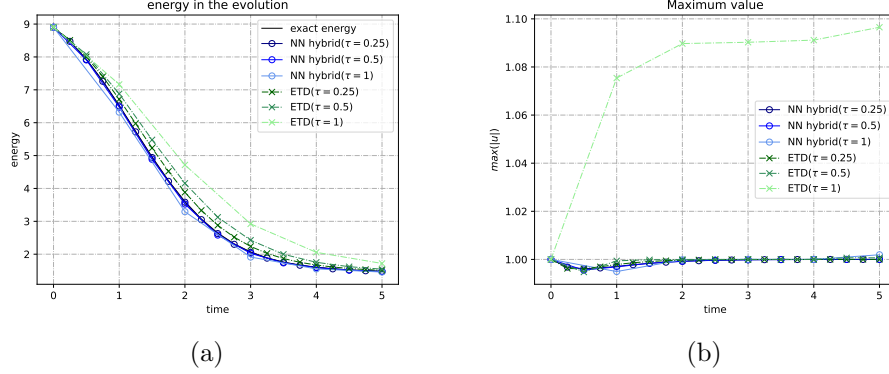 energy in the evolution
9
8
7
6
5
4
3
2
energy
0 1 2 3 4 5
time
exact energy
NN hybrid(τ = 0.25)
NN hybrid(τ = 0.5)
NN hybrid(τ = 1)
ETD(τ = 0.25)
ETD(τ = 0.5)
ETD(τ = 1)
(a)
Maximum value
1.10
1.08
1.06
1.04
1.02
1.00
max(|u|)
0 1 2 3 4 5
time
NN hybrid(τ = 0.25)
NN hybrid(τ = 0.5)
NN hybrid(τ = 1)
ETD(τ = 0.25)
ETD(τ = 0.5)
ETD(τ = 1)
(b)